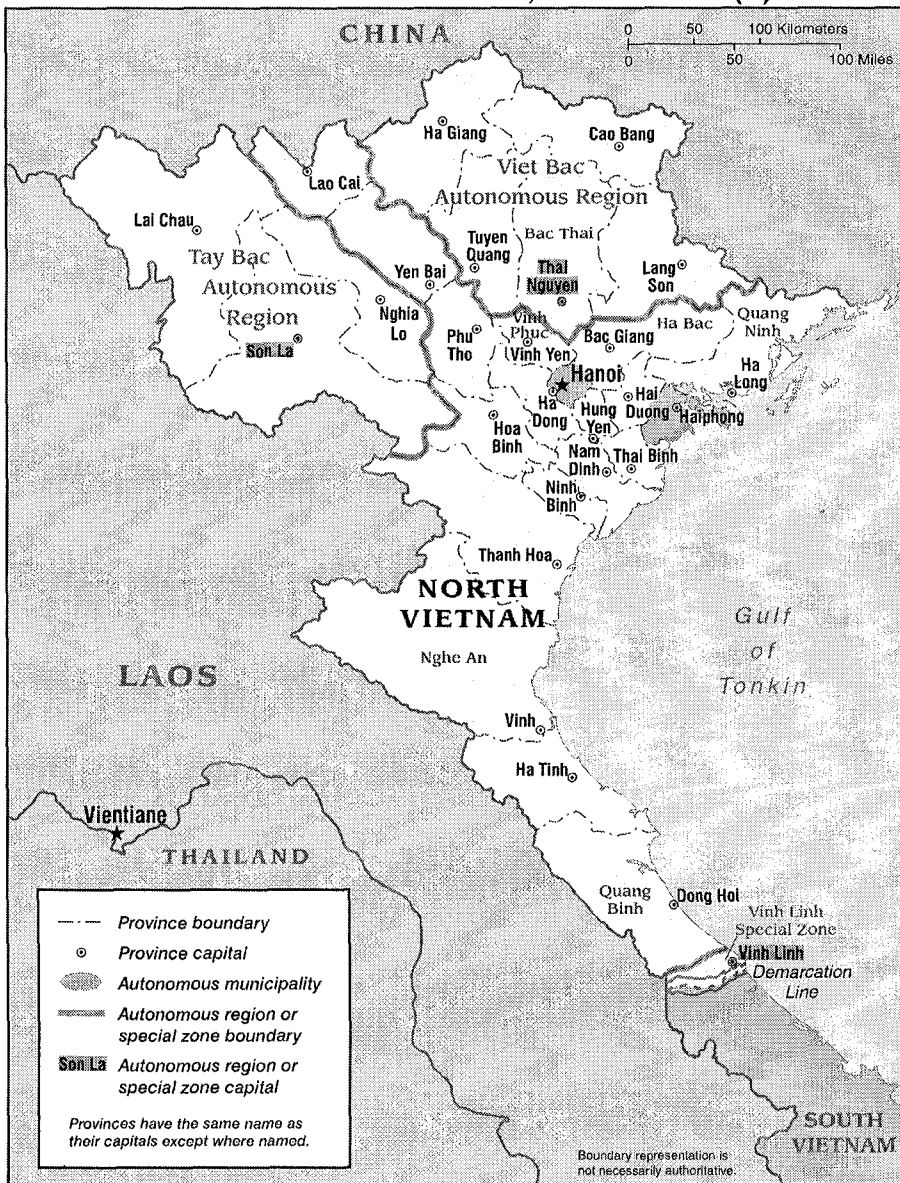 CHINA
0 50 100 Kilometers
0 50 100 Miles
Ha Giang
Cao Bang
Viet Bac
Autonomous Region
Lao Cai
Lai Chau
Bac Thai
Tuyen
Quang
Tay Bac
Autonomous
Region
Yen Bai
Thai
Nguyen
Lang
Son
Nghia
Lo
Son La
Phu
Tho
Vinh
Phuc
Vinh Yen
Bac Giang
Ha Bac
Quang
Ninh
Ha
Long
Hanoi
Ha
Dong
Hai
Duong
Haiphong
Hung
Yen
Hoa
Binh
Nam
Dinh
Thai Binh
Ninh
Binh
Thanh Hoa
NORTH
VIETNAM
Nghe An
Gulf
of
Tonkin
LAOS
Vinh
Ha Tinh
Vientiane
THAILAND
Quang
Binh
Dong Hoi
Vinh Linh
Special Zone
Vinh Linh
Demarcation
Line
SOUTH
VIETNAM
Province boundary
Province capital
Autonomous municipality
Autonomous region or
special zone boundary
Son La Autonomous region or
special zone capital
Provinces have the same name as
their capitals except where named.
Boundary representation is
not necessarily authoritative.